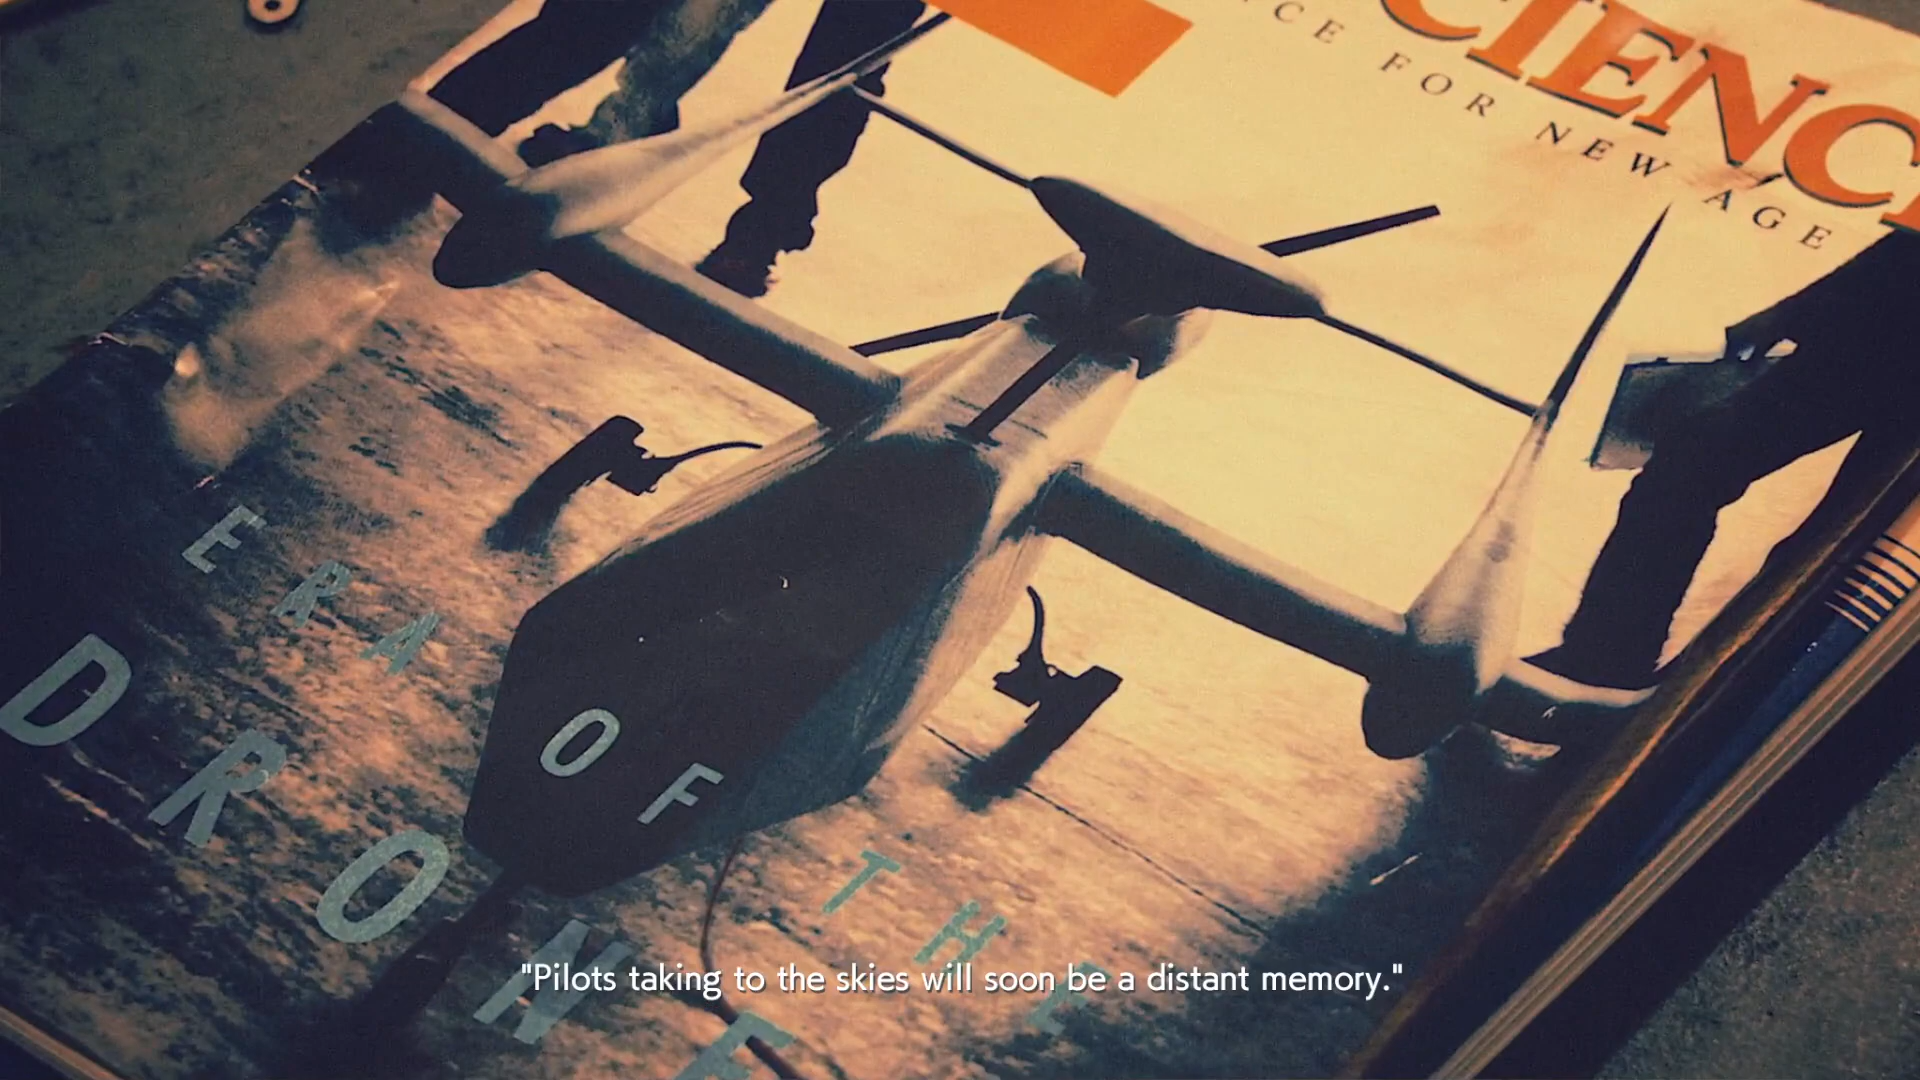 CIENC
CE FOR NEW AGE
ERA
OF
THE
DRONE
"Pilots taking to the skies will soon be a distant memory."